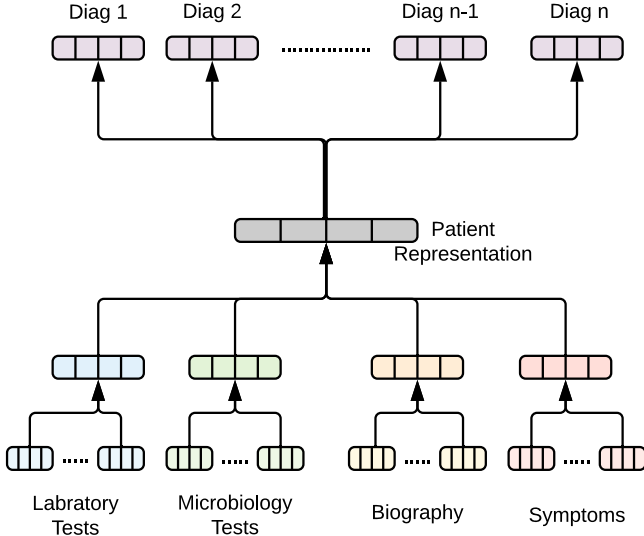 Diag 1
Diag 2
Diag n-1
Diag n
Patient
Representation
Labratory
Tests
Microbiology
Tests
Biography
Symptoms